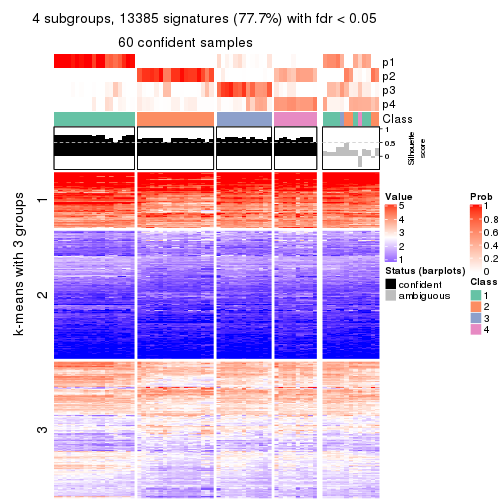 4 subgroups, 13385 signatures (77.7%) with fdr < 0.05
60 confident samples
p1
p2
p3
p4
Class
1
0.5
0
Silhouette
score
k-means with 3 groups
1
2
3
Value
5
4
3
2
1
Status (barplots)
confident
ambiguous
Prob
1
0.8
0.6
0.4
0.2
0
Class
1
2
3
4